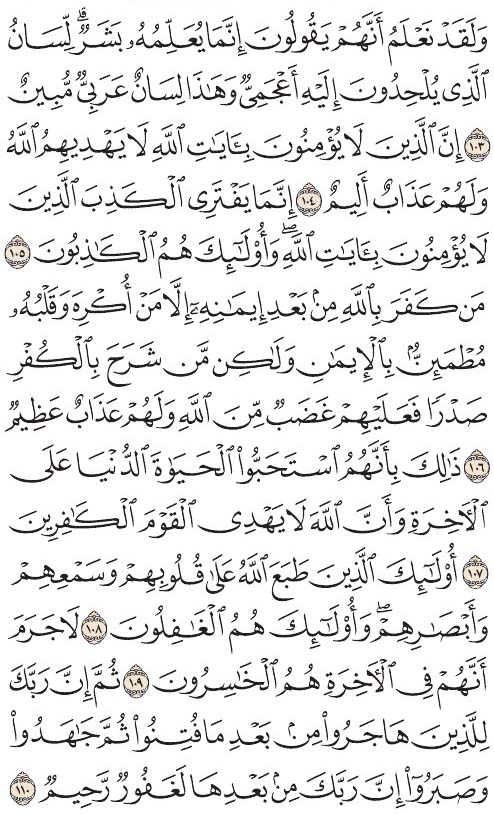 وَلَقَدۡ نَعۡلَمُ أَنَّهُمۡ يَقُولُونَ إِنَّمَا يُعَلِّمُهُۥ بَشَرٞۗ لِّسَانُ
ٱلَّذِي يُلۡحِدُونَ إِلَيۡهِ أَعۡجَمِيّٞ وَهَٰذَا لِسَانٌ عَرَبِيّٞ مُّبِينٌ
١٠٣ إِنَّ ٱلَّذِينَ لَا يُؤۡمِنُونَ بِـَٔايَٰتِ ٱللَّهِ لَا يَهۡدِيهِمُ ٱللَّهُ
وَلَهُمۡ عَذَابٌ أَلِيمٌ ١٠٤ إِنَّمَا يَفۡتَرِي ٱلۡكَذِبَ ٱلَّذِينَ
لَا يُؤۡمِنُونَ بِـَٔايَٰتِ ٱللَّهِۖ وَأُوْلَٰٓئِكَ هُمُ ٱلۡكَٰذِبُونَ ١٠٥
مَن كَفَرَ بِٱللَّهِ مِنۢ بَعۡدِ إِيمَٰنِهِۦٓ إِلَّا مَنۡ أُكۡرِهَ وَقَلۡبُهُۥ
مُطۡمَئِنُّۢ بِٱلۡإِيمَٰنِ وَلَٰكِن مَّن شَرَحَ بِٱلۡكُفۡرِ
صَدۡرٗا فَعَلَيۡهِمۡ غَضَبٞ مِّنَ ٱللَّهِ وَلَهُمۡ عَذَابٌ عَظِيمٞ
١٠٦ ذَٰلِكَ بِأَنَّهُمُ ٱسۡتَحَبُّواْ ٱلۡحَيَوٰةَ ٱلدُّنۡيَا عَلَى
ٱلۡأٓخِرَةِ وَأَنَّ ٱللَّهَ لَا يَهۡدِي ٱلۡقَوۡمَ ٱلۡكَٰفِرِينَ
١٠٧ أُوْلَٰٓئِكَ ٱلَّذِينَ طَبَعَ ٱللَّهُ عَلَىٰ قُلُوبِهِمۡ وَسَمۡعِهِمۡ
وَأَبۡصَٰرِهِمۡۖ وَأُوْلَٰٓئِكَ هُمُ ٱلۡغَٰفِلُونَ ١٠٨ لَا جَرَمَ
أَنَّهُمۡ فِي ٱلۡأٓخِرَةِ هُمُ ٱلۡخَٰسِرُونَ ١٠٩ ثُمَّ إِنَّ رَبَّكَ
لِلَّذِينَ هَاجَرُواْ مِنۢ بَعۡدِ مَا فُتِنُواْ ثُمَّ جَٰهَدُواْ
وَصَبَرُوٓاْ إِنَّ رَبَّكَ مِنۢ بَعۡدِهَا لَغَفُورٞ رَّحِيمٞ ١١٠